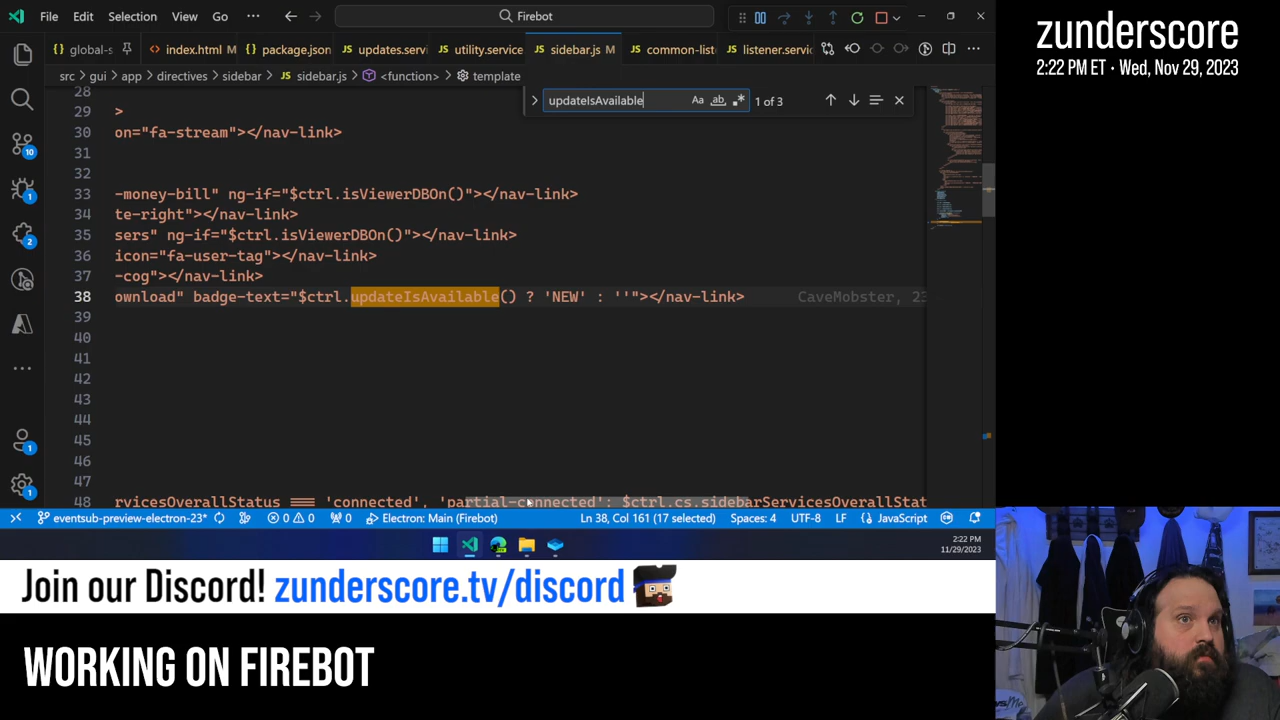 File Edit Selection View Go ··· Firebot
global-s index.html M package.json updates.servi utility.service sidebar.js M common-list listener.servic
src > gui > app > directives > sidebar > JS sidebar.js > <function> > template
updateIsAvailable Aa ab 1 of 3
28
29 >
30 on="fa-stream"></nav-link>
31
32
33 -money-bill" ng-if="$ctrl.isViewerDBOn()"></nav-link>
34 te-right"></nav-link>
35 sers" ng-if="$ctrl.isViewerDBOn()"></nav-link>
36 icon="fa-user-tag"></nav-link>
37 -cog"></nav-link>
38 ownload" badge-text="$ctrl.updateIsAvailable() ? 'NEW' : ''"></nav-link> CaveMobster, 23
39
40
41
42
43
44
45
46
47
48 rvicesOverallStatus === 'connected', 'partial-connected': $ctrl.cs.sidebarServicesOverallStat
10
1
2
1
1
eventsub-preview-electron-23* 0 0 0 Electron: Main (Firebot) Ln 38, Col 161 (17 selected) Spaces: 4 UTF-8 LF JavaScript
2:22 PM
11/29/2023
zunderscore
2:22 PM ET · Wed, Nov 29, 2023
Join our Discord! zunderscore.tv/discord
WORKING ON FIREBOT